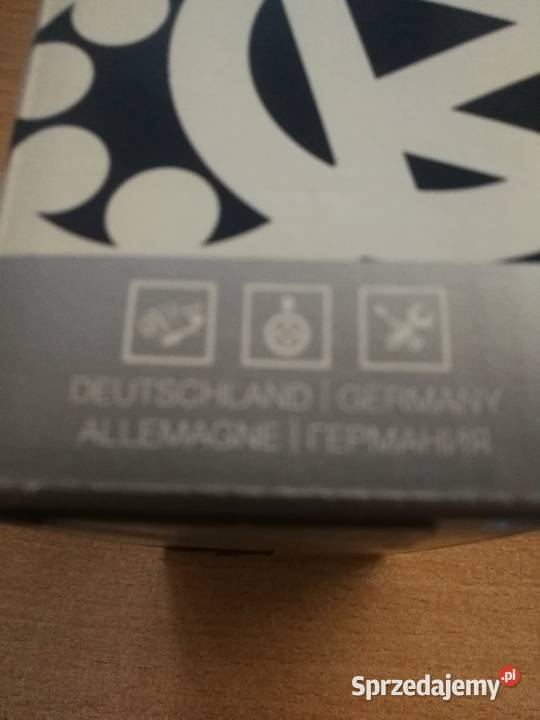 DEUTSCHLAND | GERMANY
ALLEMAGNE | ГЕРМАНИЯ
Sprzedajemy.pl